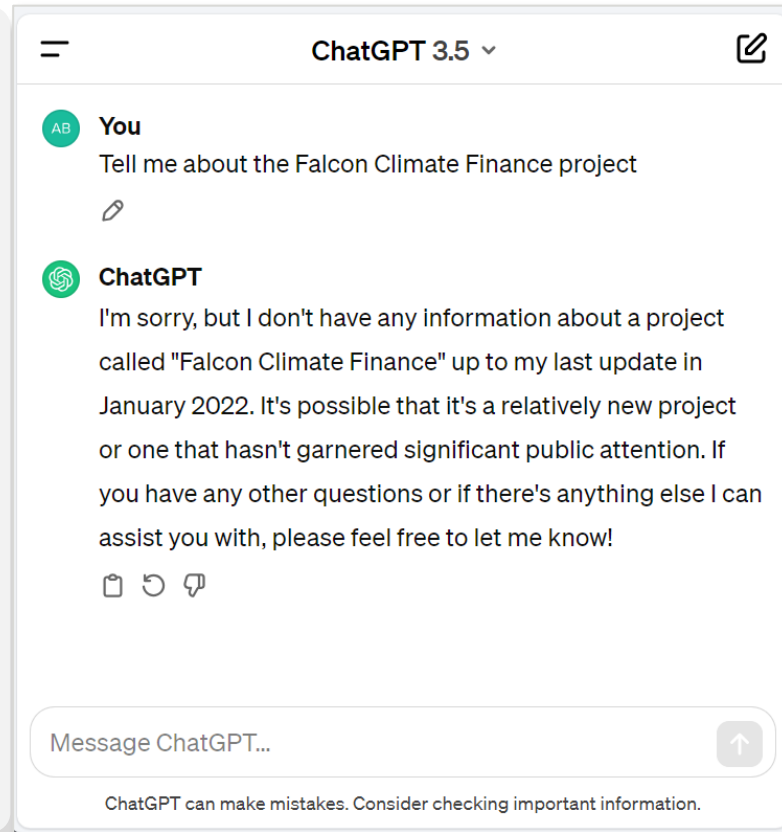 ChatGPT 3.5
AB
You
Tell me about the Falcon Climate Finance project
ChatGPT
I'm sorry, but I don't have any information about a project
called "Falcon Climate Finance" up to my last update in
January 2022. It's possible that it's a relatively new project
or one that hasn't garnered significant public attention. If
you have any other questions or if there's anything else I can
assist you with, please feel free to let me know!
Message ChatGPT...
ChatGPT can make mistakes. Consider checking important information.